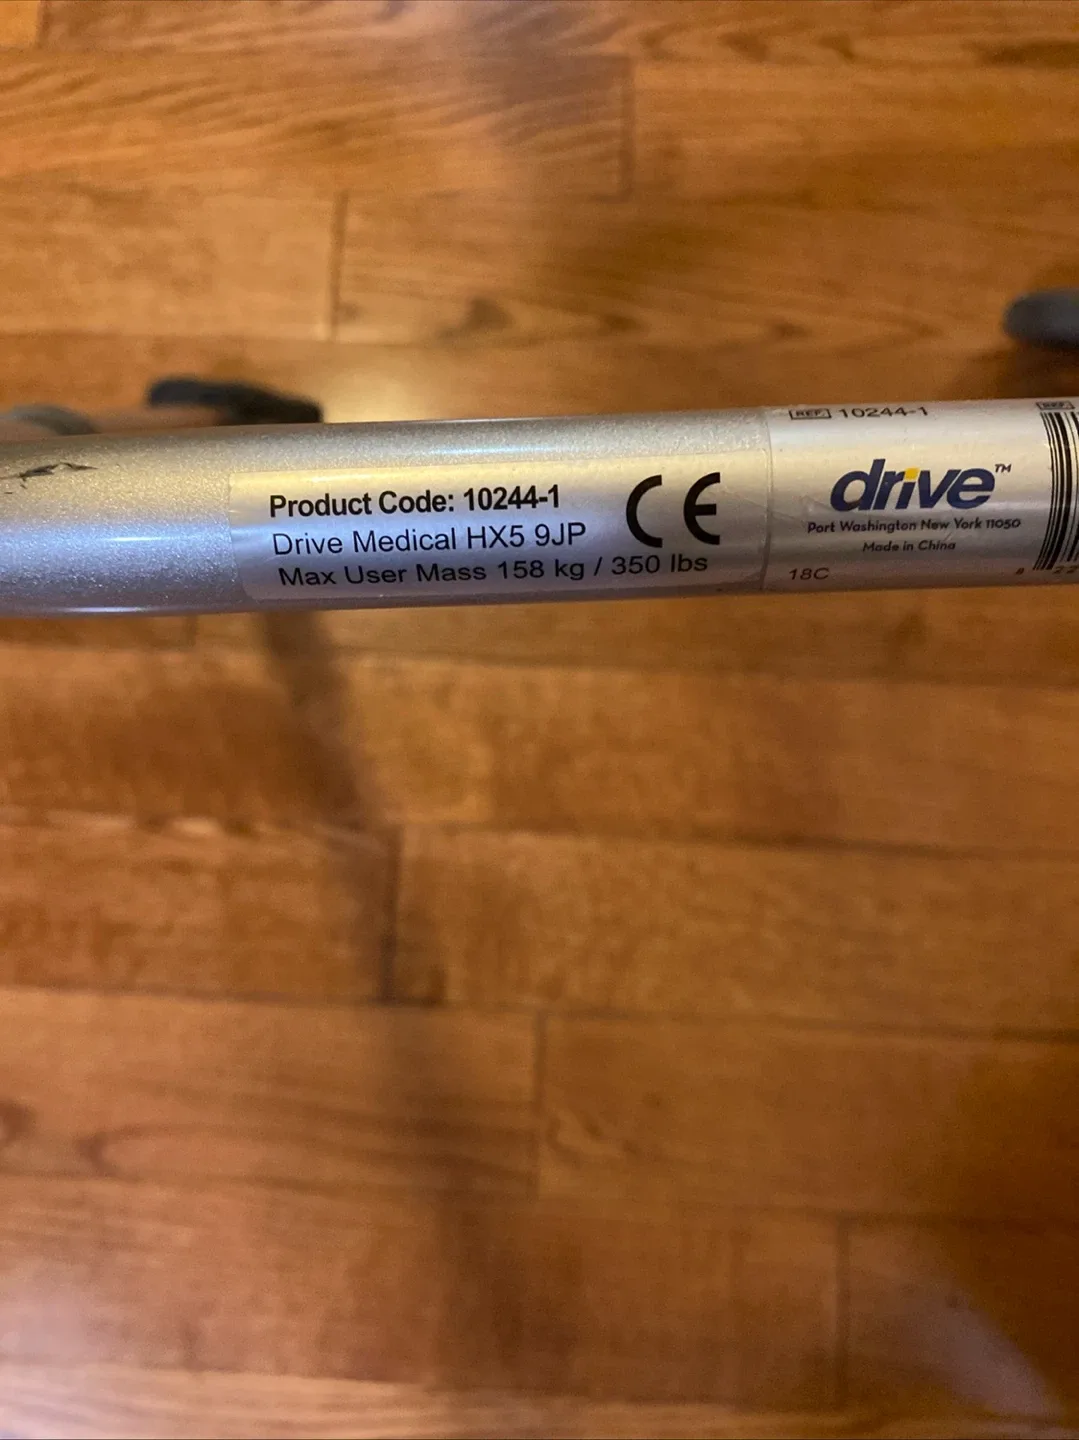 Product Code: 10244-1
Drive Medical HX5 9JP
Max User Mass 158 kg / 350 lbs
CE
REF 10244-1
drive™
Port Washington New York 11050
Made in China
18C
REF